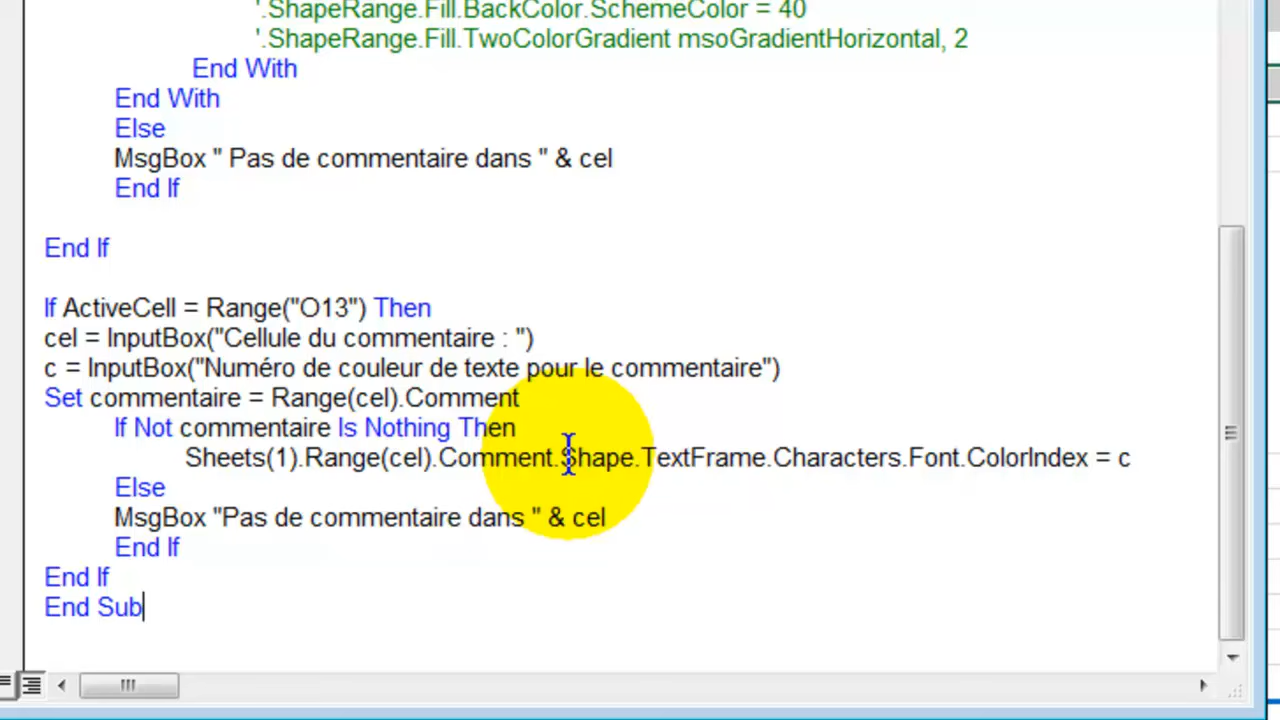 '.ShapeRange.Fill.BackColor.SchemeColor = 40
'.ShapeRange.Fill.TwoColorGradient msoGradientHorizontal, 2
End With
End With
Else
MsgBox " Pas de commentaire dans " & cel
End If
End If
If ActiveCell = Range("O13") Then
cel = InputBox("Cellule du commentaire : ")
c = InputBox("Numéro de couleur de texte pour le commentaire")
Set commentaire = Range(cel).Comment
If Not commentaire Is Nothing Then
Sheets(1).Range(cel).Comment.Shape.TextFrame.Characters.Font.ColorIndex = c
Else
MsgBox "Pas de commentaire dans " & cel
End If
End If
End Sub